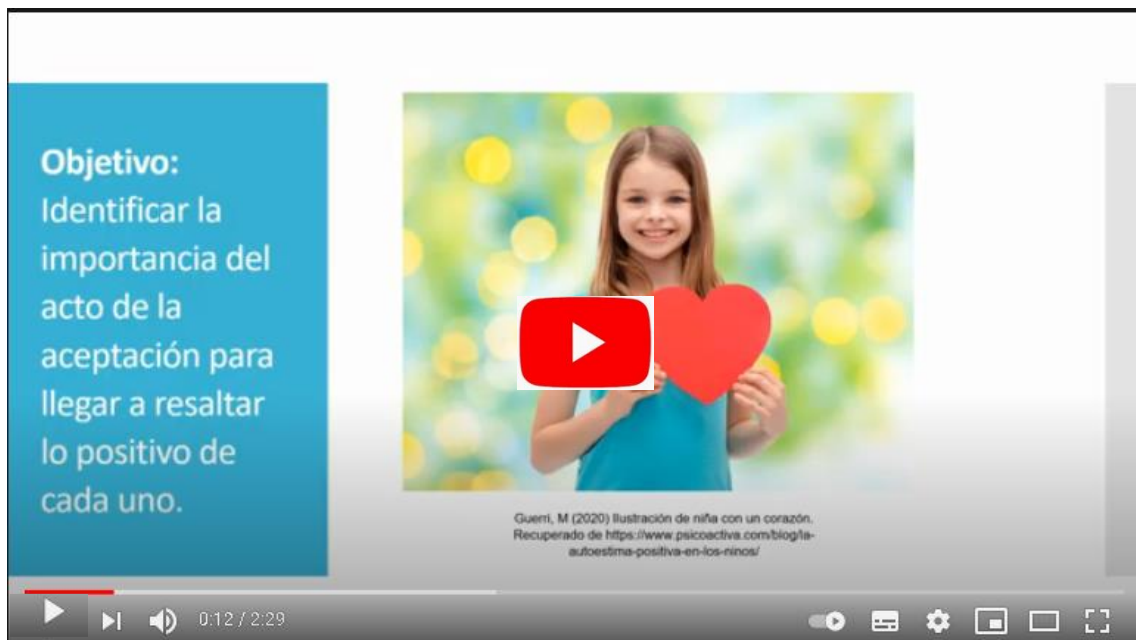 Objetivo:
Identificar la
importancia del
acto de la
aceptación para
llegar a resaltar
lo positivo de
cada uno.
Guerri, M (2020) Ilustración de niña con un corazón.
Recuperado de https://www.psicoactiva.com/blog/la-
autoestima-positiva-en-los-ninos/
0:12 / 2:29